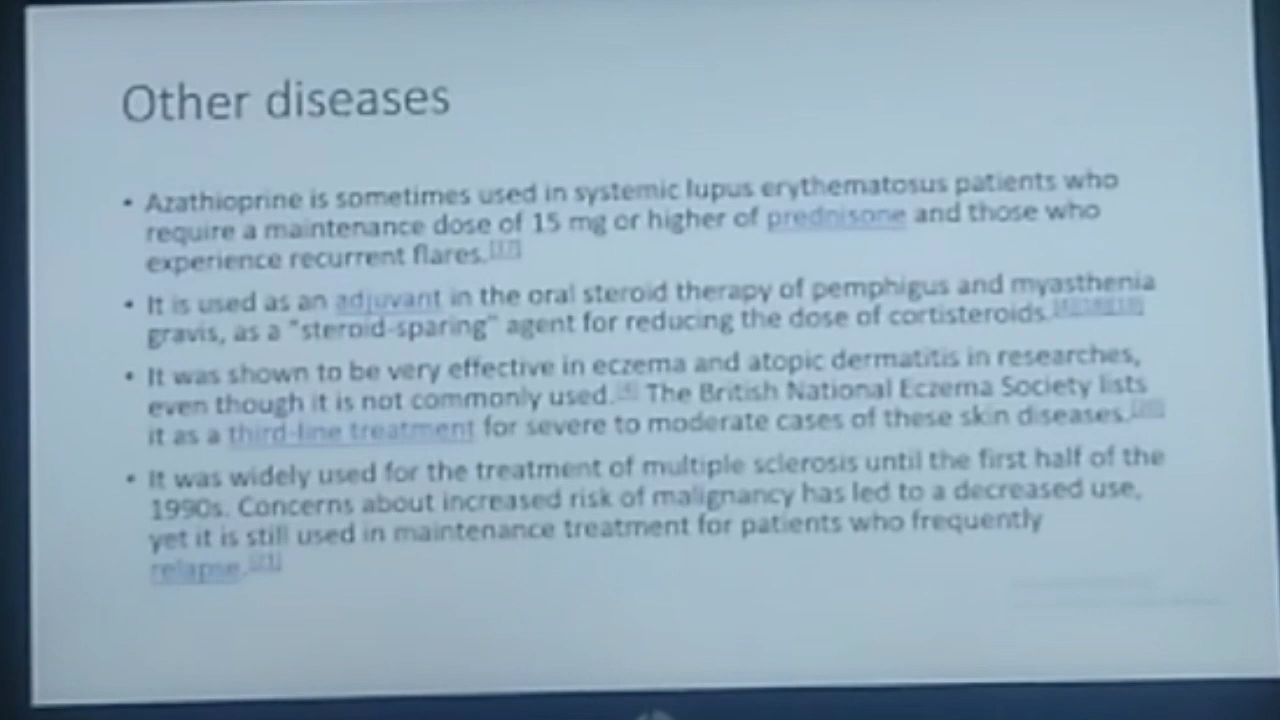 Other diseases
• Azathioprine is sometimes used in systemic lupus erythematosus patients who
require a maintenance dose of 15 mg or higher of prednisone and those who
experience recurrent flares.[17]
• It is used as an adjuvant in the oral steroid therapy of pemphigus and myasthenia
gravis, as a "steroid-sparing" agent for reducing the dose of cortisteroids.
• It was shown to be very effective in eczema and atopic dermatitis in researches,
even though it is not commonly used. The British National Eczema Society lists
it as a third-line treatment for severe to moderate cases of these skin diseases.
• It was widely used for the treatment of multiple sclerosis until the first half of the
1990s. Concerns about increased risk of malignancy has led to a decreased use,
yet it is still used in maintenance treatment for patients who frequently
relapse.[21]